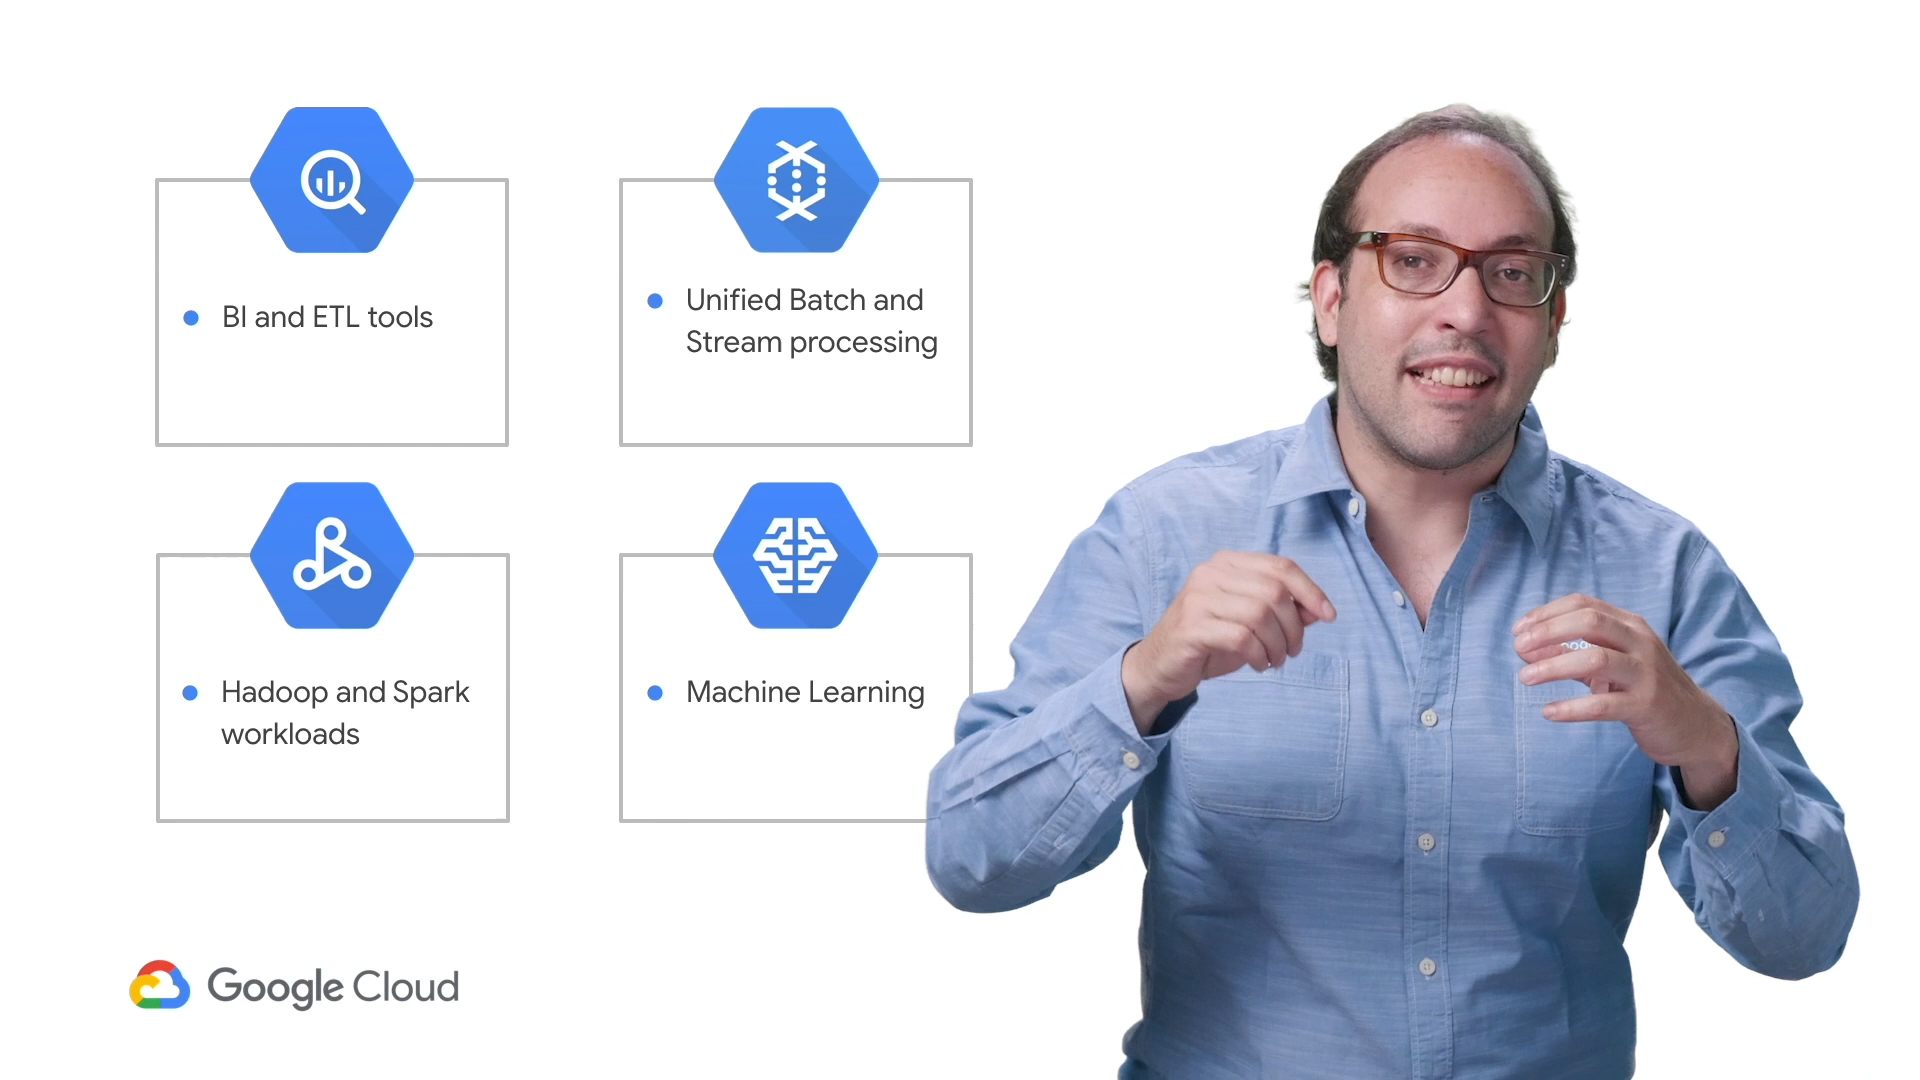 BI and ETL tools
Unified Batch and
Stream processing
Hadoop and Spark
workloads
Machine Learning
Google Cloud